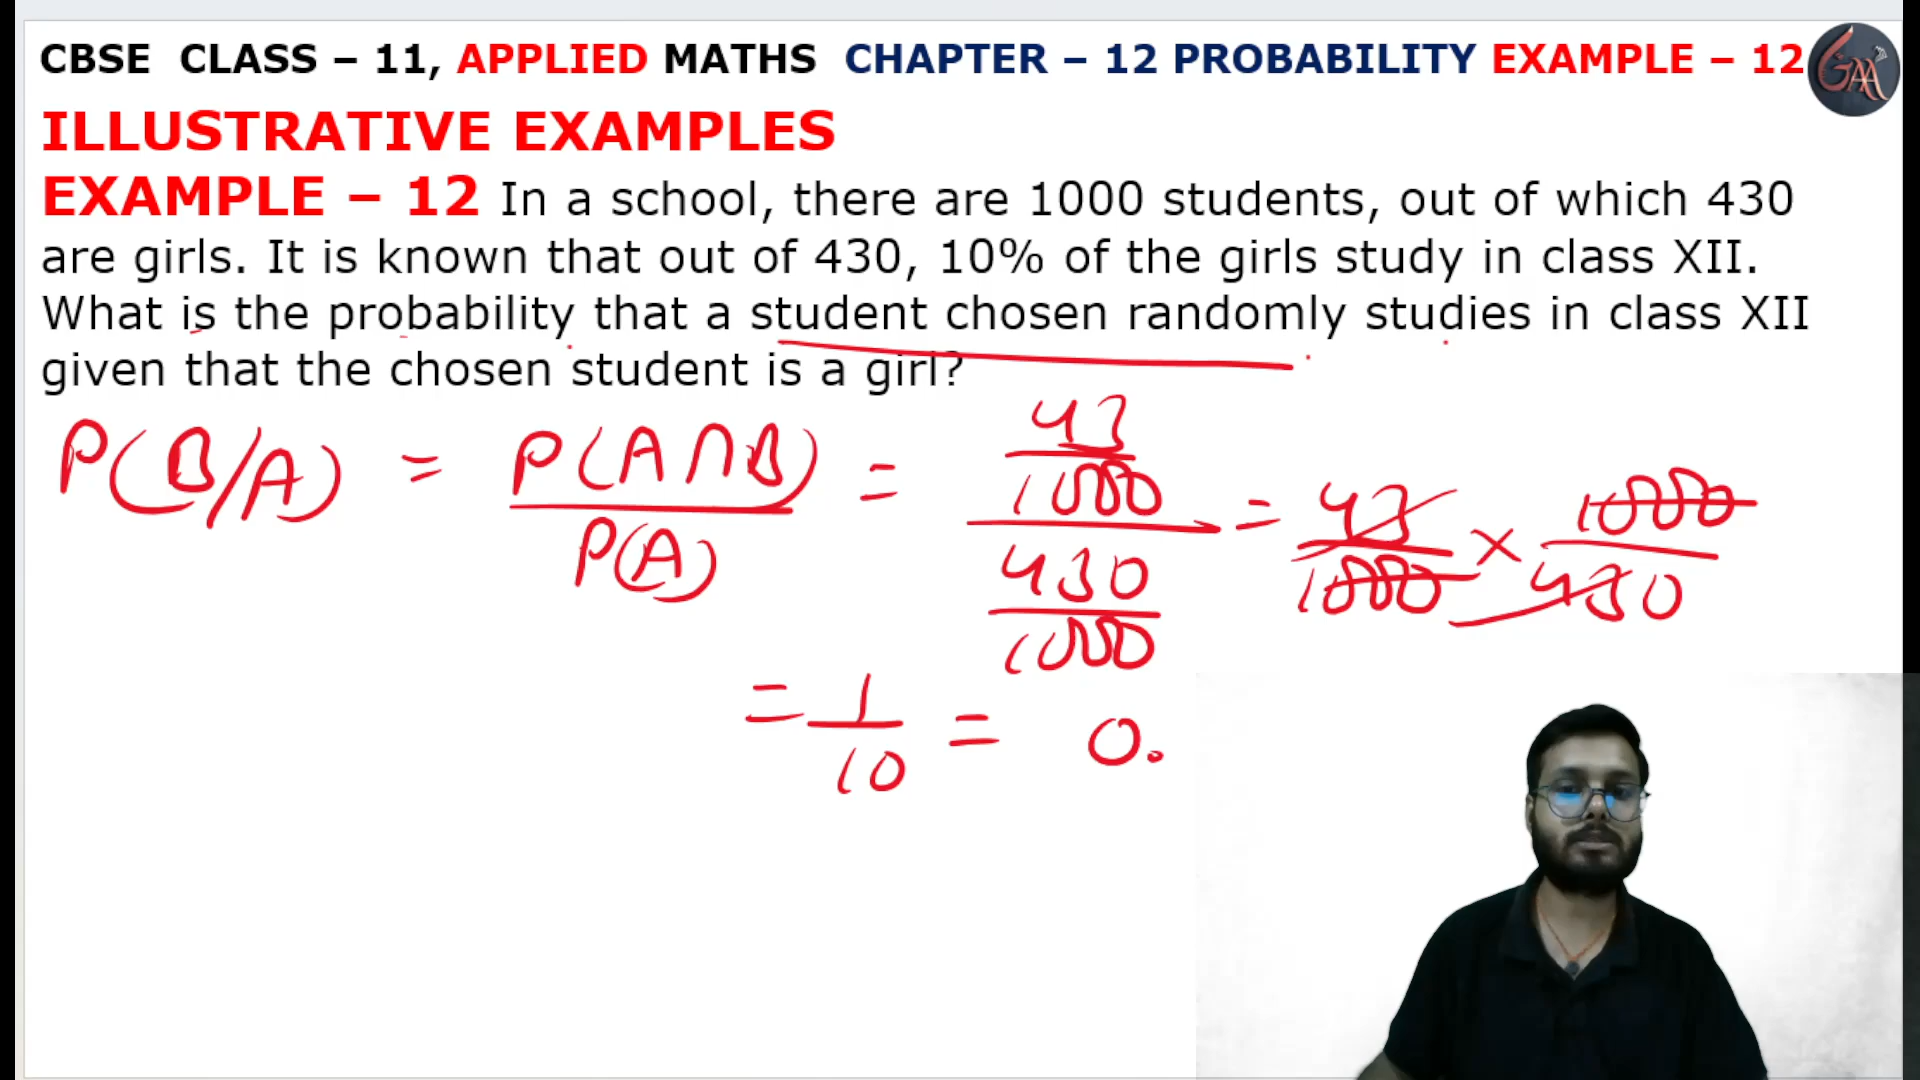 CBSE CLASS – 11, APPLIED MATHS CHAPTER – 12 PROBABILITY EXAMPLE – 12
GAA
ILLUSTRATIVE EXAMPLES
EXAMPLE – 12 In a school, there are 1000 students, out of which 430
are girls. It is known that out of 430, 10% of the girls study in class XII.
What is the probability that a student chosen randomly studies in class XII
given that the chosen student is a girl?
P(B/A) = P(A∩B)/P(A) = (43/1000)/(430/1000) = 43/1000 × 1000/430
= 1/10 = 0.